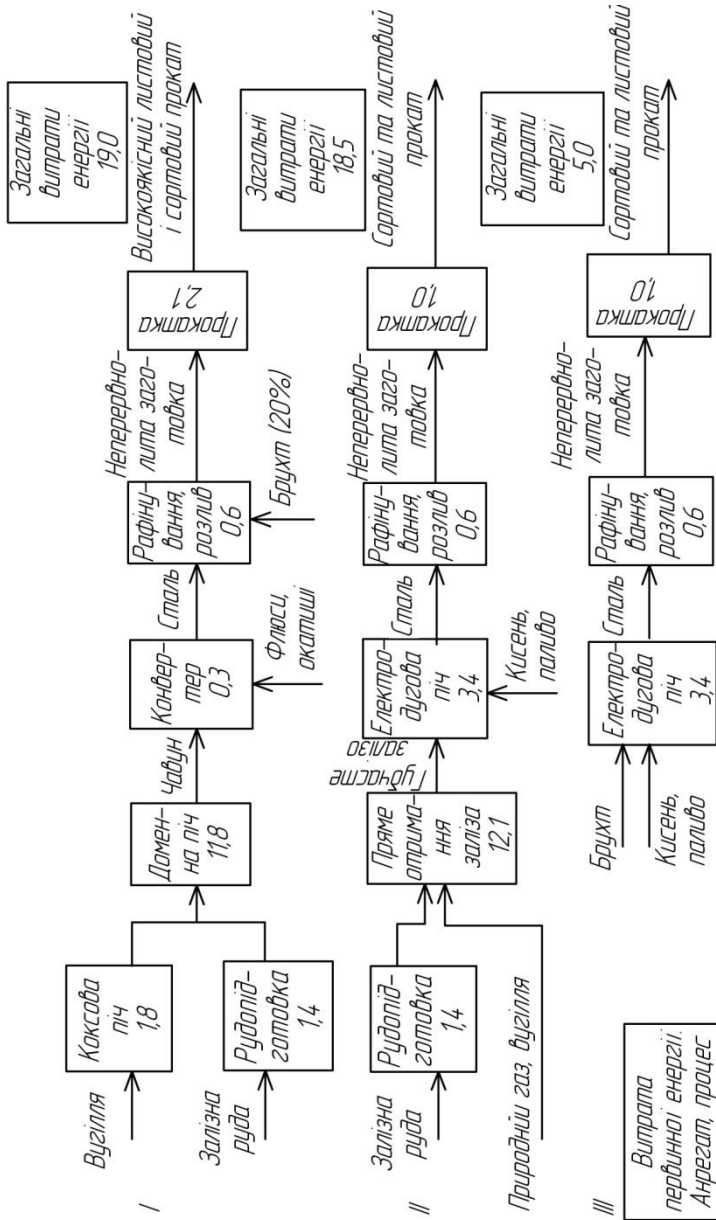 I
Вугілля
Залізна
руда
Коксова
піч
1,8
Рудопід-
готовка
1,4
Домен-
на піч
11,8
Чавун
Конвер-
тер
0,3
Флюси,
окатиші
Сталь
Рафіну-
вання,
розлив
0,6
Брухт (20%)
Неперервно-
лита заго-
товка
Прокатка
2,1
Високоякісний листовий
і сортовий прокат
Загальні
витрати
енергії
19,0
II
Залізна
руда
Природний газ, вугілля
Рудопід-
готовка
1,4
Пряме
отрима-
ння
заліза
12,1
Губчасте
залізо
Електро-
дугова
піч
3,4
Кисень,
паливо
Сталь
Рафіну-
вання,
розлив
0,6
Неперервно-
лита заго-
товка
Прокатка
1,0
Сортовий та листовий
прокат
Загальні
витрати
енергії
18,5
III
Брухт
Кисень,
паливо
Електро-
дугова
піч
3,4
Сталь
Рафіну-
вання,
розлив
0,6
Неперервно-
лита заго-
товка
Прокатка
1,0
Сортовий та листовий
прокат
Загальні
витрати
енергії
5,0
Витрата
первинної енергії.
Анрегат, процес